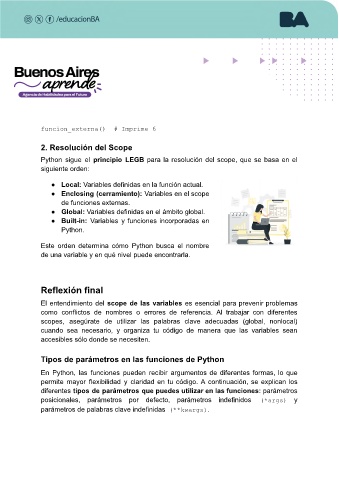 /educacionBA
BA
Buenos Aires
aprende
Agencia de Habilidades para el Futuro
funcion_externa()  # Imprime 6
2. Resolución del Scope
Python sigue el principio LEGB para la resolución del scope, que se basa en el
siguiente orden:
● Local: Variables definidas en la función actual.
● Enclosing (cerramiento): Variables en el scope
de funciones externas.
● Global: Variables definidas en el ámbito global.
● Built-in: Variables y funciones incorporadas en
Python.
Este orden determina cómo Python busca el nombre
de una variable y en qué nivel puede encontrarla.
Reflexión final
El entendimiento del scope de las variables es esencial para prevenir problemas
como conflictos de nombres o errores de referencia. Al trabajar con diferentes
scopes, asegúrate de utilizar las palabras clave adecuadas (global, nonlocal)
cuando sea necesario, y organiza tu código de manera que las variables sean
accesibles sólo donde se necesiten.
Tipos de parámetros en las funciones de Python
En Python, las funciones pueden recibir argumentos de diferentes formas, lo que
permite mayor flexibilidad y claridad en tu código. A continuación, se explican los
diferentes tipos de parámetros que puedes utilizar en las funciones: parámetros
posicionales, parámetros por defecto, parámetros indefinidos (*args) y
parámetros de palabras clave indefinidas (**kwargs).